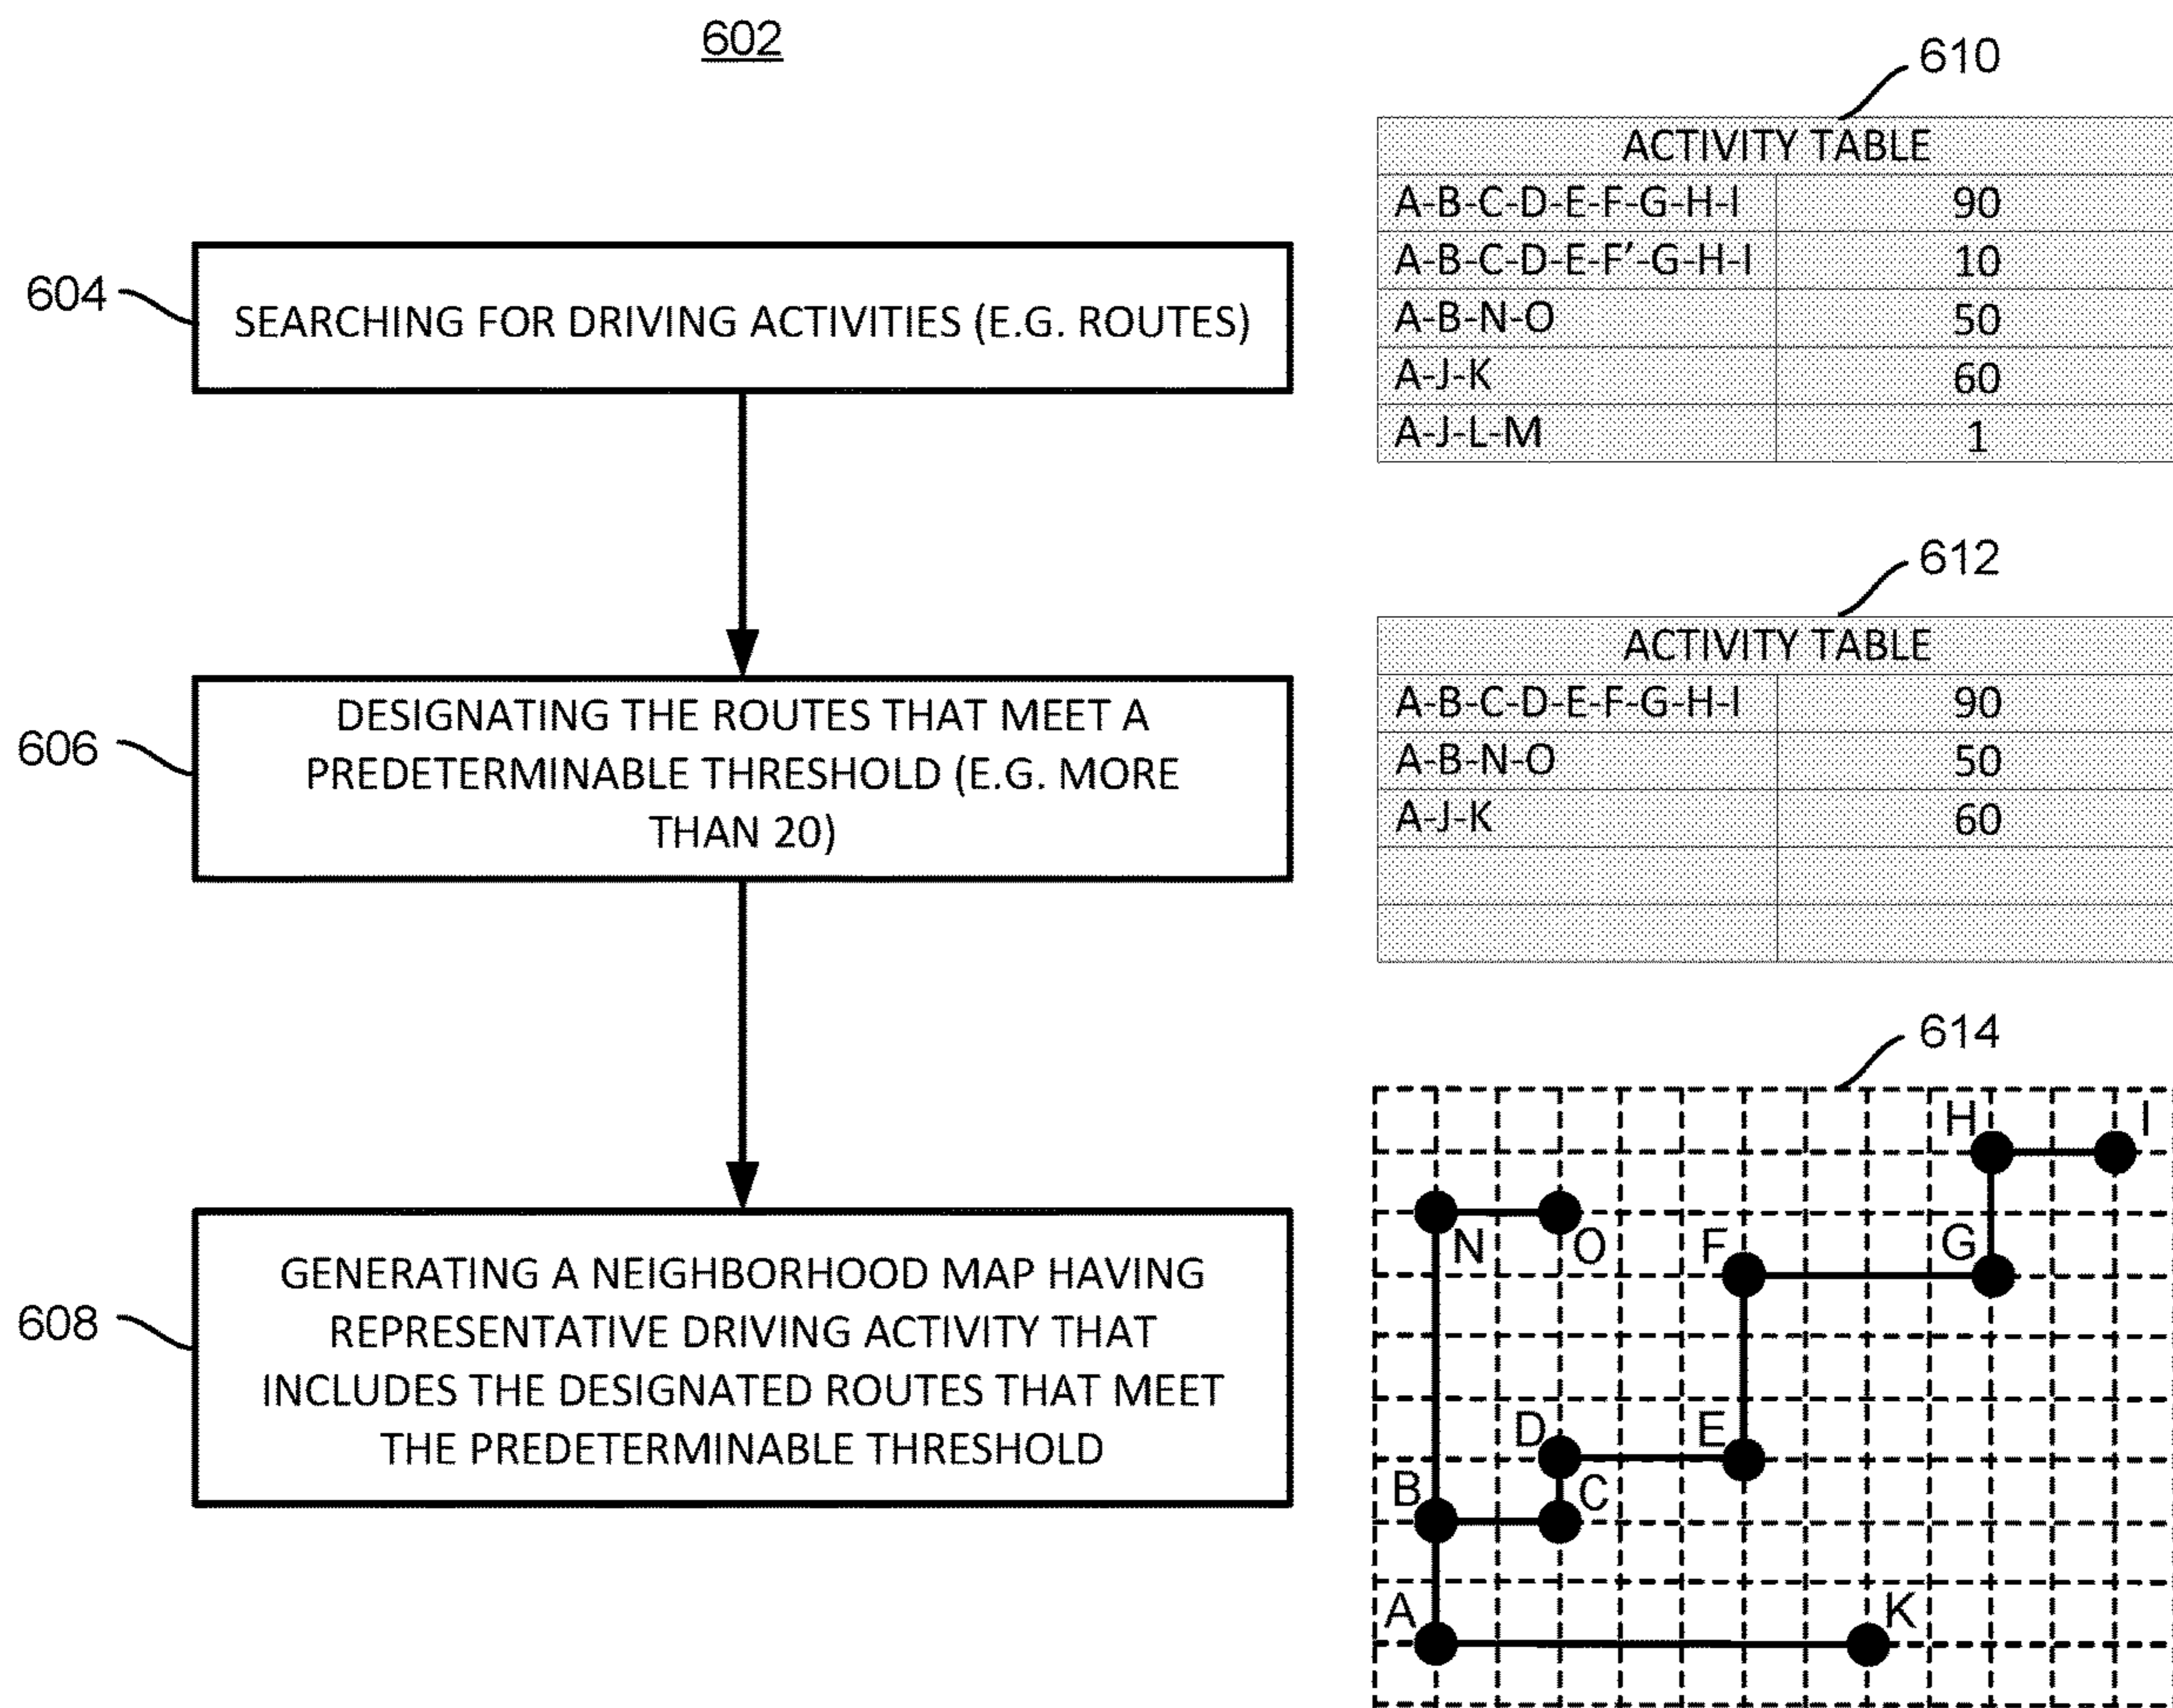 602
604
SEARCHING FOR DRIVING ACTIVITIES (E.G. ROUTES)
606
DESIGNATING THE ROUTES THAT MEET A
PREDETERMINABLE THRESHOLD (E.G. MORE
THAN 20)
608
GENERATING A NEIGHBORHOOD MAP HAVING
REPRESENTATIVE DRIVING ACTIVITY THAT
INCLUDES THE DESIGNATED ROUTES THAT MEET
THE PREDETERMINABLE THRESHOLD
610
ACTIVITY TABLE
A-B-C-D-E-F-G-H-I 90
A-B-C-D-E-F'-G-H-I 10
A-B-N-O 50
A-J-K 60
A-J-L-M 1
612
ACTIVITY TABLE
A-B-C-D-E-F-G-H-I 90
A-B-N-O 50
A-J-K 60
614
H I
N O F G
D E
B C
A K